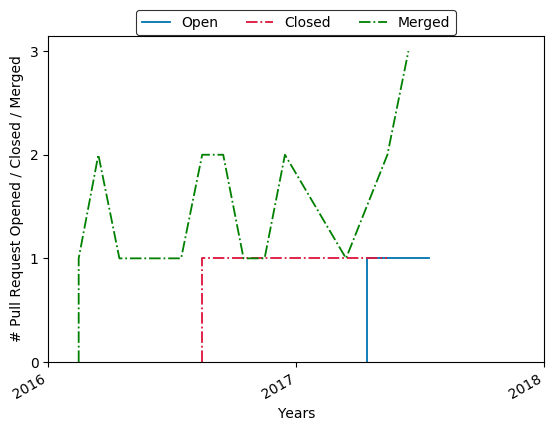 Open Closed Merged
# Pull Request Opened / Closed / Merged
3
2
1
0
2016 2017 2018
Years